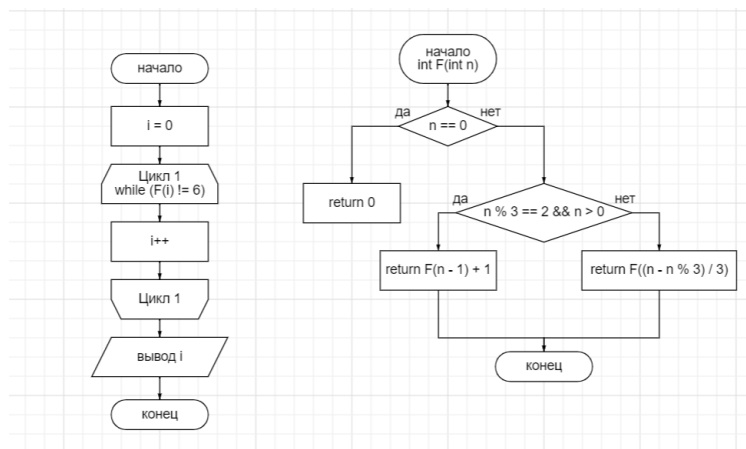 начало
i = 0
Цикл 1
while (F(i) != 6)
i++
Цикл 1
вывод i
конец
начало
int F(int n)
да
нет
n == 0
return 0
да
нет
n % 3 == 2 && n > 0
return F(n - 1) + 1
return F((n - n % 3) / 3)
конец